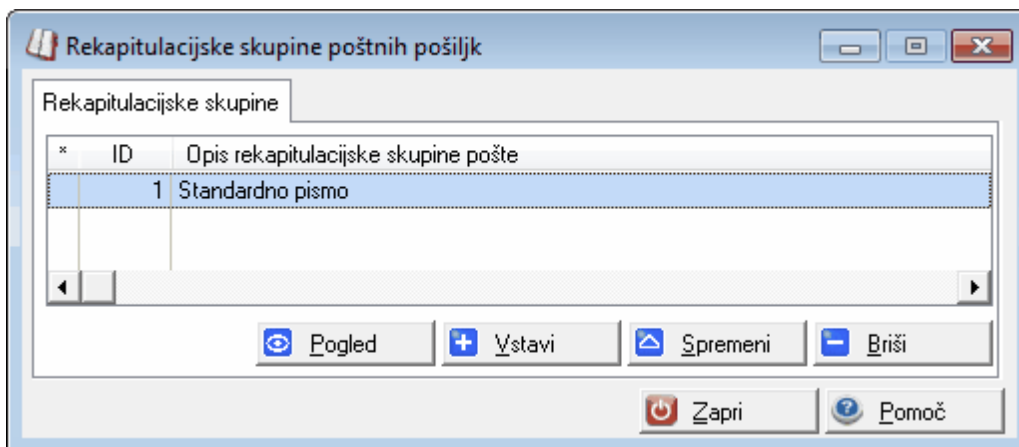 Rekapitulacijske skupine poštnih pošiljk
Rekapitulacijske skupine
* ID Opis rekapitulacijske skupine pošte
1 Standardno pismo
Pogled Vstavi Spremeni Briši
Zapri Pomoč